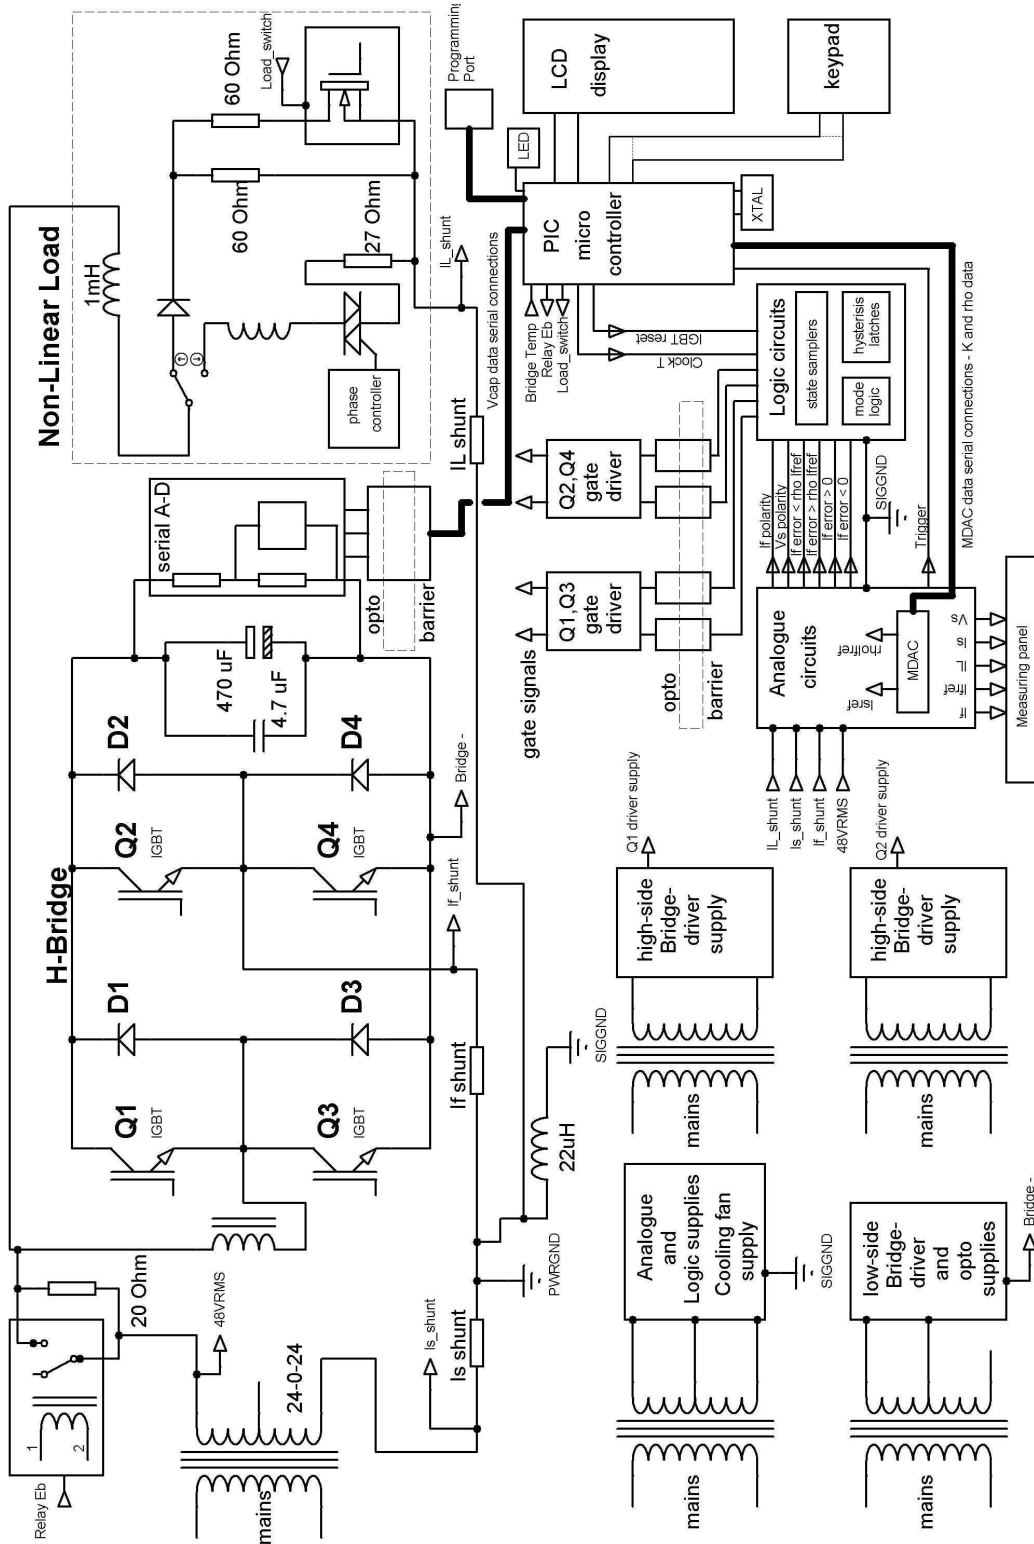 Non-Linear Load
1mH
60 Ohm
60 Ohm
27 Ohm
Load_switch
phase
controller
IL_shunt
IL shunt
Programming
Port
LED
LCD
display
keypad
PIC
micro
controller
XTAL
Vcap data serial connections
Bridge Temp
Relay Eb
Load_switch
IGBT reset
Clock T
Logic circuits
state samplers
mode
logic
hysterisis
latches
MDAC data serial connections - K and rho data
serial A-D
opto
barrier
Q2,Q4
gate
driver
Q1,Q3
gate
driver
gate signals
opto
barrier
If polarity
Vs polarity
If error < rho Ifref
If error > rho Ifref
If error > 0
If error < 0
SIGGND
Trigger
Analogue
circuits
Isref
rhoIfref
MDAC
If
Ifref
IL
Is
Vs
Measuring panel
IL_shunt
Is_shunt
If_shunt
48VRMS
H-Bridge
Q1
IGBT
D1
Q2
IGBT
D2
Q3
IGBT
D3
Q4
IGBT
D4
470 uF
4.7 uF
Bridge -
If_shunt
If shunt
Relay Eb
1
2
20 Ohm
48VRMS
24-0-24
mains
Is_shunt
Is shunt
PWRGND
22uH
SIGGND
mains
Analogue
and
Logic supplies
Cooling fan
supply
SIGGND
mains
high-side
Bridge-
driver
supply
Q1 driver supply
mains
low-side
Bridge-
driver
and
opto
supplies
Bridge -
mains
high-side
Bridge-
driver
supply
Q2 driver supply